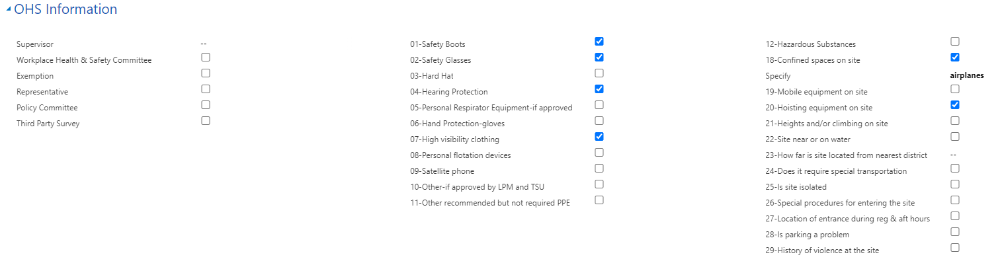 OHS Information
Supervisor --
Workplace Health & Safety Committee
Exemption
Representative
Policy Committee
Third Party Survey
01-Safety Boots
02-Safety Glasses
03-Hard Hat
04-Hearing Protection
05-Personal Respirator Equipment-if approved
06-Hand Protection-gloves
07-High visibility clothing
08-Personal flotation devices
09-Satellite phone
10-Other-if approved by LPM and TSU
11-Other recommended but not required PPE
12-Hazardous Substances
18-Confined spaces on site
Specify airplanes
19-Mobile equipment on site
20-Hoisting equipment on site
21-Heights and/or climbing on site
22-Site near or on water
23-How far is site located from nearest district --
24-Does it require special transportation
25-Is site isolated
26-Special procedures for entering the site
27-Location of entrance during reg & aft hours
28-Is parking a problem
29-History of violence at the site